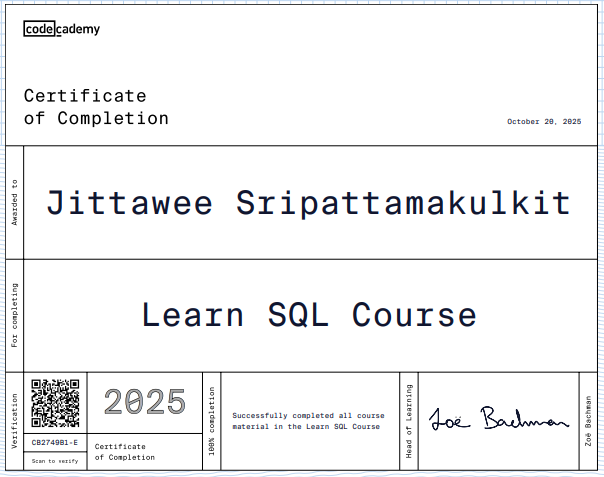 codecademy
Certificate
of Completion
October 20, 2025
Awarded to
Jittawee Sripattamakulkit
For completing
Learn SQL Course
Verification
CB2749B1-E
Scan to verify
2025
Certificate
of Completion
100% completion
Successfully completed all course
material in the Learn SQL Course
Head of Learning
Zoë Bachman
Zoë Bachman